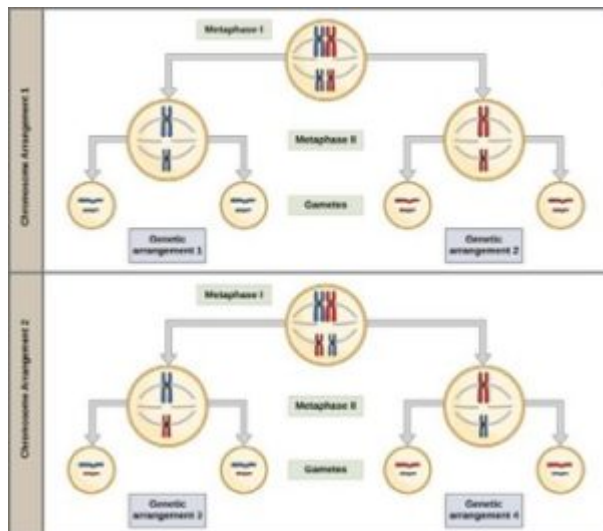 Chromosome Arrangement 1
Metaphase I
Metaphase II
Gametes
Genetic
arrangement 1
Genetic
arrangement 2
Chromosome Arrangement 2
Metaphase I
Metaphase II
Gametes
Genetic
arrangement 3
Genetic
arrangement 4